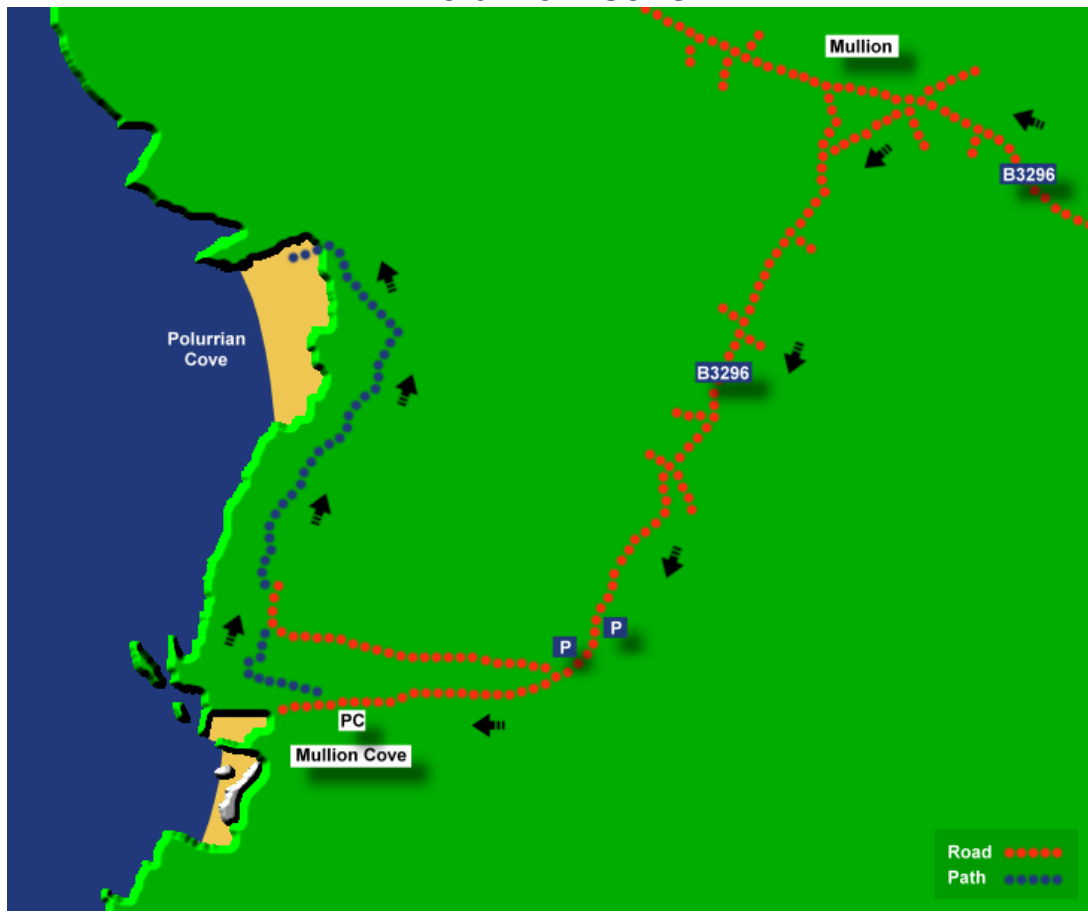 Mullion
B3296
Polurrian
Cove
B3296
P
P
PC
Mullion Cove
Road
Path